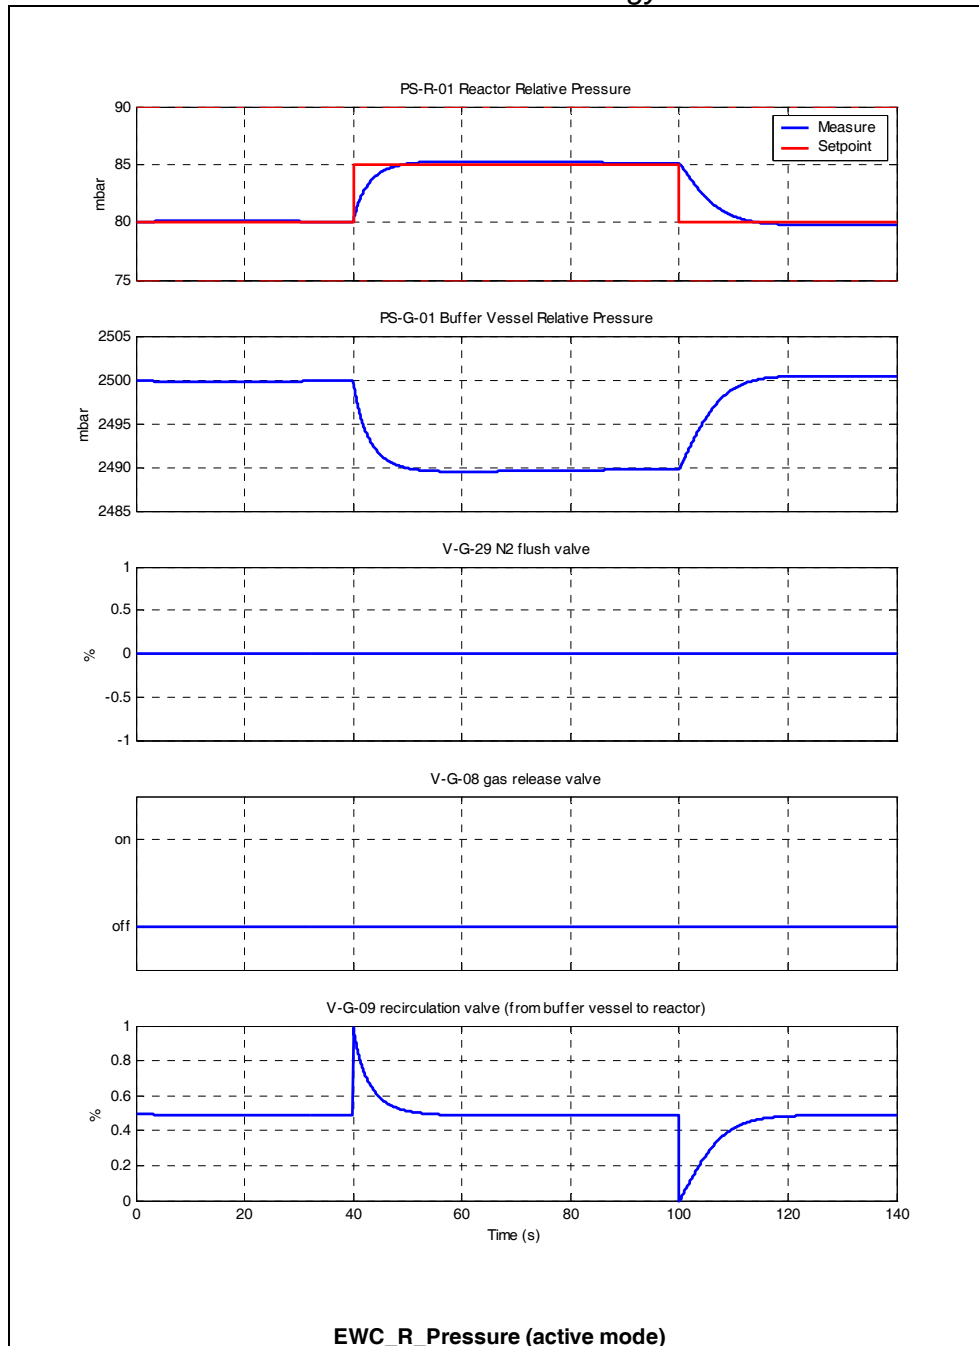 gy
PS-R-01 Reactor Relative Pressure
90
85
80
75
mbar
Measure
Setpoint
PS-G-01 Buffer Vessel Relative Pressure
2505
2500
2495
2490
2485
mbar
V-G-29 N2 flush valve
1
0.5
0
-0.5
-1
%
V-G-08 gas release valve
on
off
V-G-09 recirculation valve (from buffer vessel to reactor)
1
0.8
0.6
0.4
0.2
0
%
0 20 40 60 80 100 120 140
Time (s)
EWC_R_Pressure (active mode)